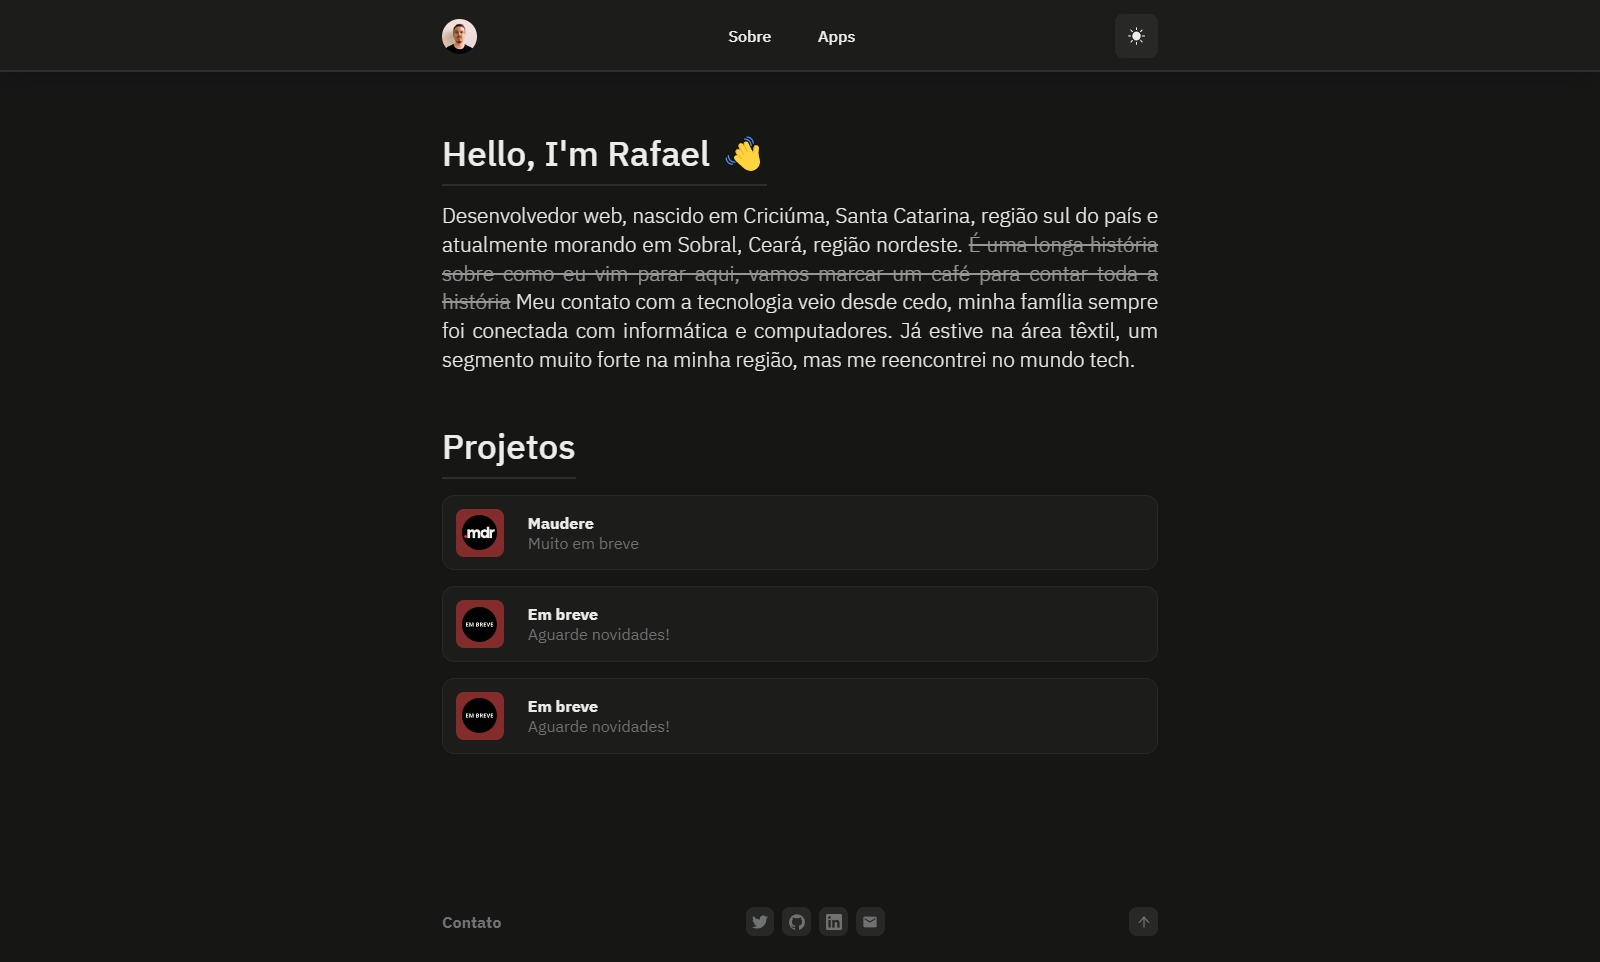 Sobre Apps
Hello, I'm Rafael 👋
Desenvolvedor web, nascido em Criciúma, Santa Catarina, região sul do país e
atualmente morando em Sobral, Ceará, região nordeste. É uma longa história
sobre como eu vim parar aqui, vamos marcar um café para contar toda a
história Meu contato com a tecnologia veio desde cedo, minha família sempre
foi conectada com informática e computadores. Já estive na área têxtil, um
segmento muito forte na minha região, mas me reencontrei no mundo tech.
Projetos
.mdr
Maudere
Muito em breve
EM BREVE
Em breve
Aguarde novidades!
EM BREVE
Em breve
Aguarde novidades!
Contato